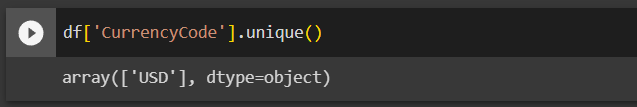 df['CurrencyCode'].unique()
array(['USD'], dtype=object)